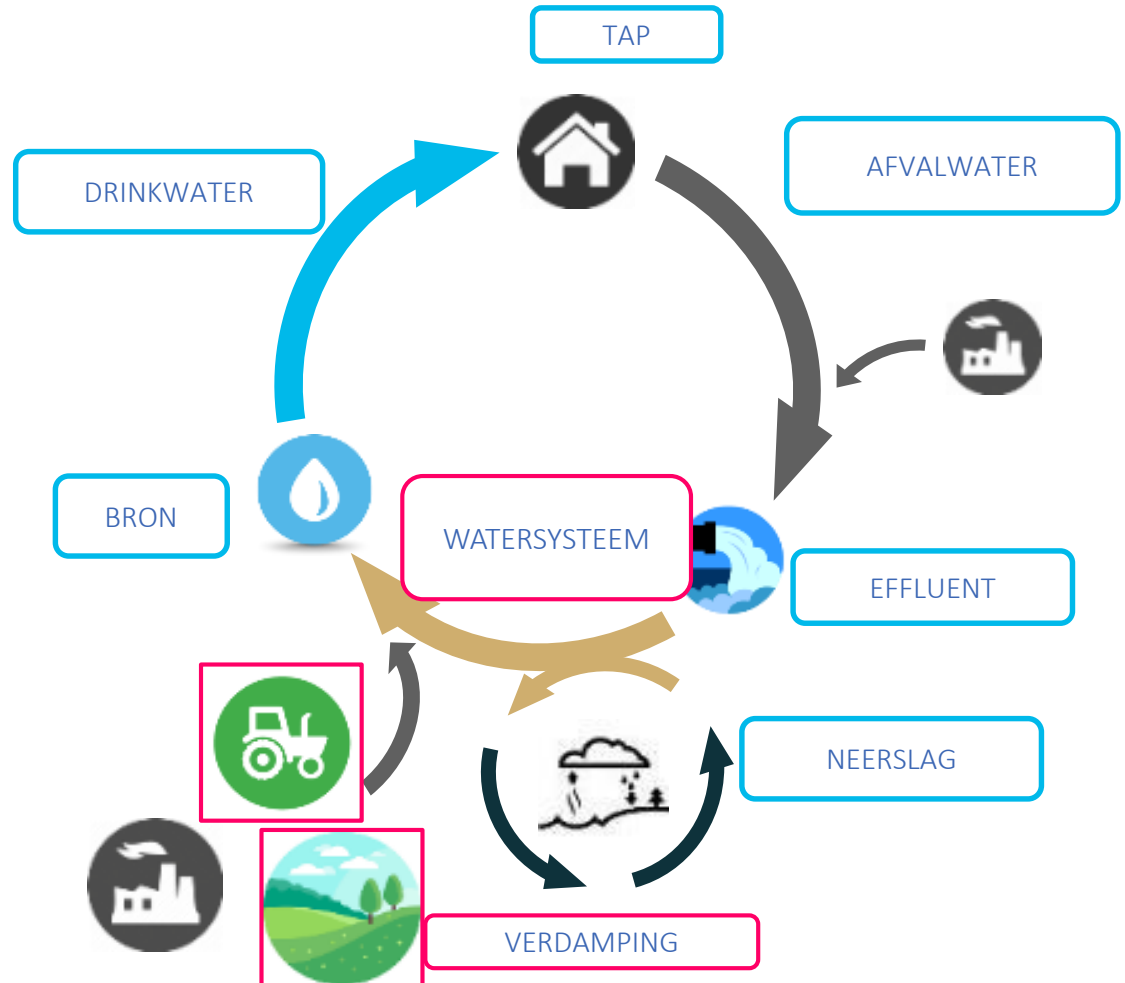 TAP
DRINKWATER
AFVALWATER
BRON
WATERSYSTEEM
EFFLUENT
NEERSLAG
VERDAMPING